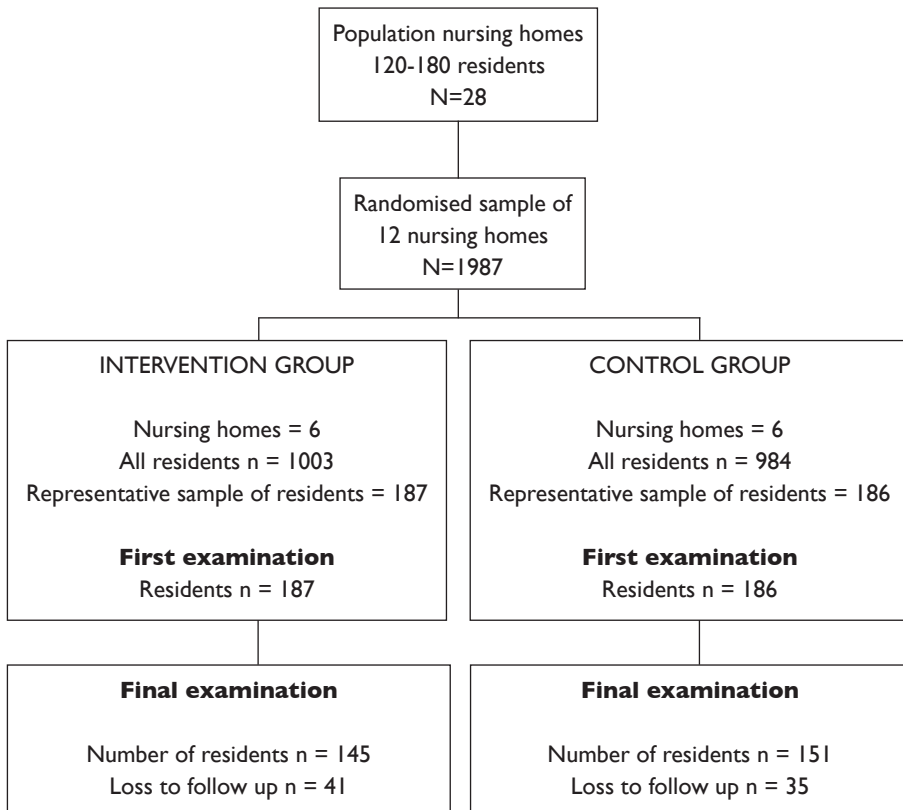 Population nursing homes
120-180 residents
N=28
Randomised sample of
12 nursing homes
N=1987
INTERVENTION GROUP
Nursing homes = 6
All residents n = 1003
Representative sample of residents = 187
First examination
Residents n = 187
CONTROL GROUP
Nursing homes = 6
All residents n = 984
Representative sample of residents = 186
First examination
Residents n = 186
Final examination
Number of residents n = 145
Loss to follow up n = 41
Final examination
Number of residents n = 151
Loss to follow up n = 35